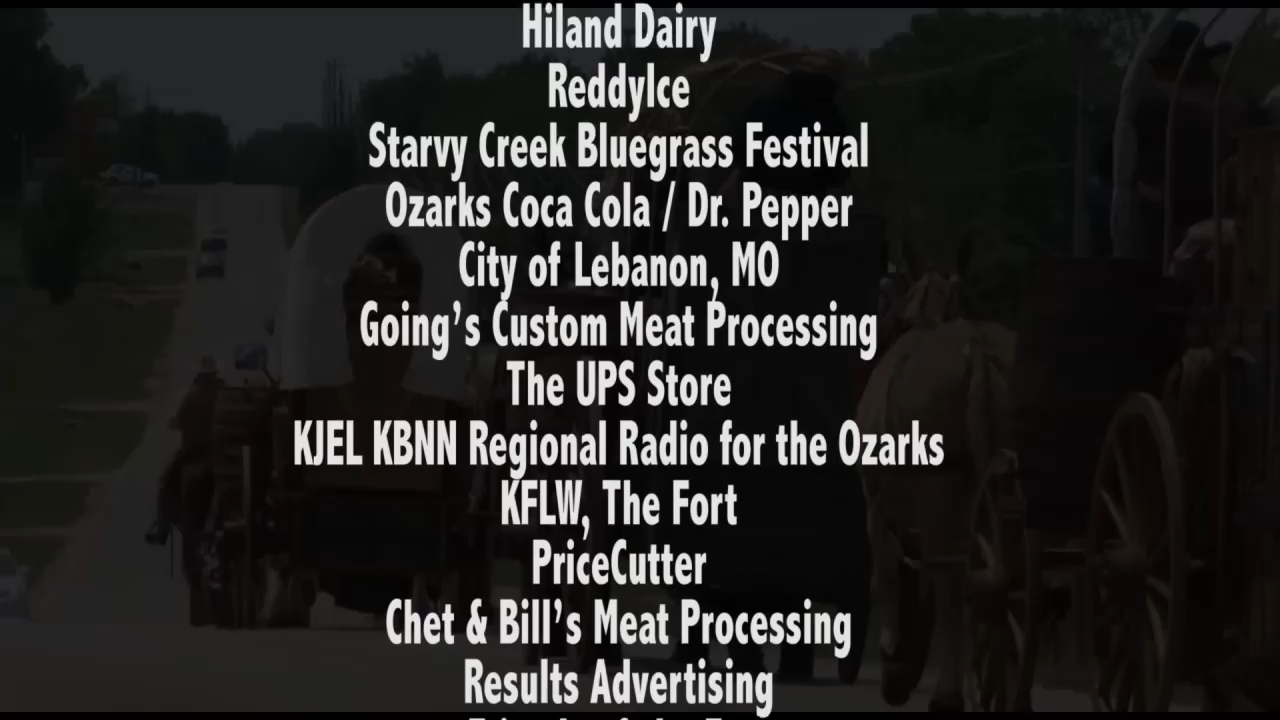 Hiland Dairy
ReddyIce
Starvy Creek Bluegrass Festival
Ozarks Coca Cola / Dr. Pepper
City of Lebanon, MO
Going's Custom Meat Processing
The UPS Store
KJEL KBNN Regional Radio for the Ozarks
KFLW, The Fort
PriceCutter
Chet & Bill's Meat Processing
Results Advertising